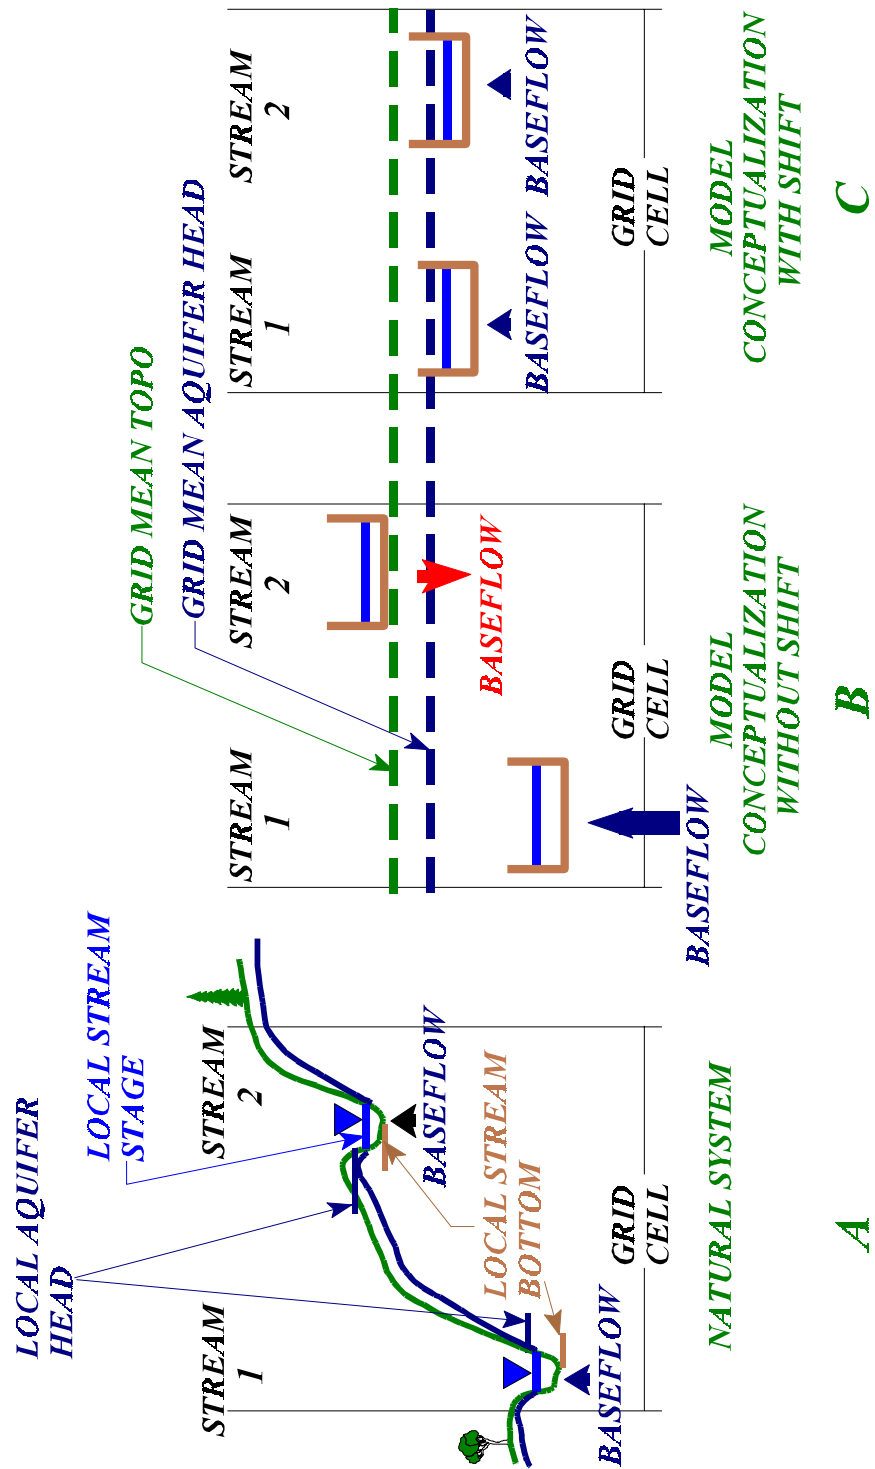 LOCAL AQUIFER
HEAD
LOCAL STREAM
STAGE
STREAM
1
STREAM
2
BASEFLOW
BASEFLOW
LOCAL STREAM
BOTTOM
GRID
CELL
NATURAL SYSTEM
A
GRID MEAN TOPO
GRID MEAN AQUIFER HEAD
STREAM
1
STREAM
2
BASEFLOW
BASEFLOW
GRID
CELL
MODEL
CONCEPTUALIZATION
WITHOUT SHIFT
B
STREAM
1
STREAM
2
BASEFLOW
BASEFLOW
GRID
CELL
MODEL
CONCEPTUALIZATION
WITH SHIFT
C